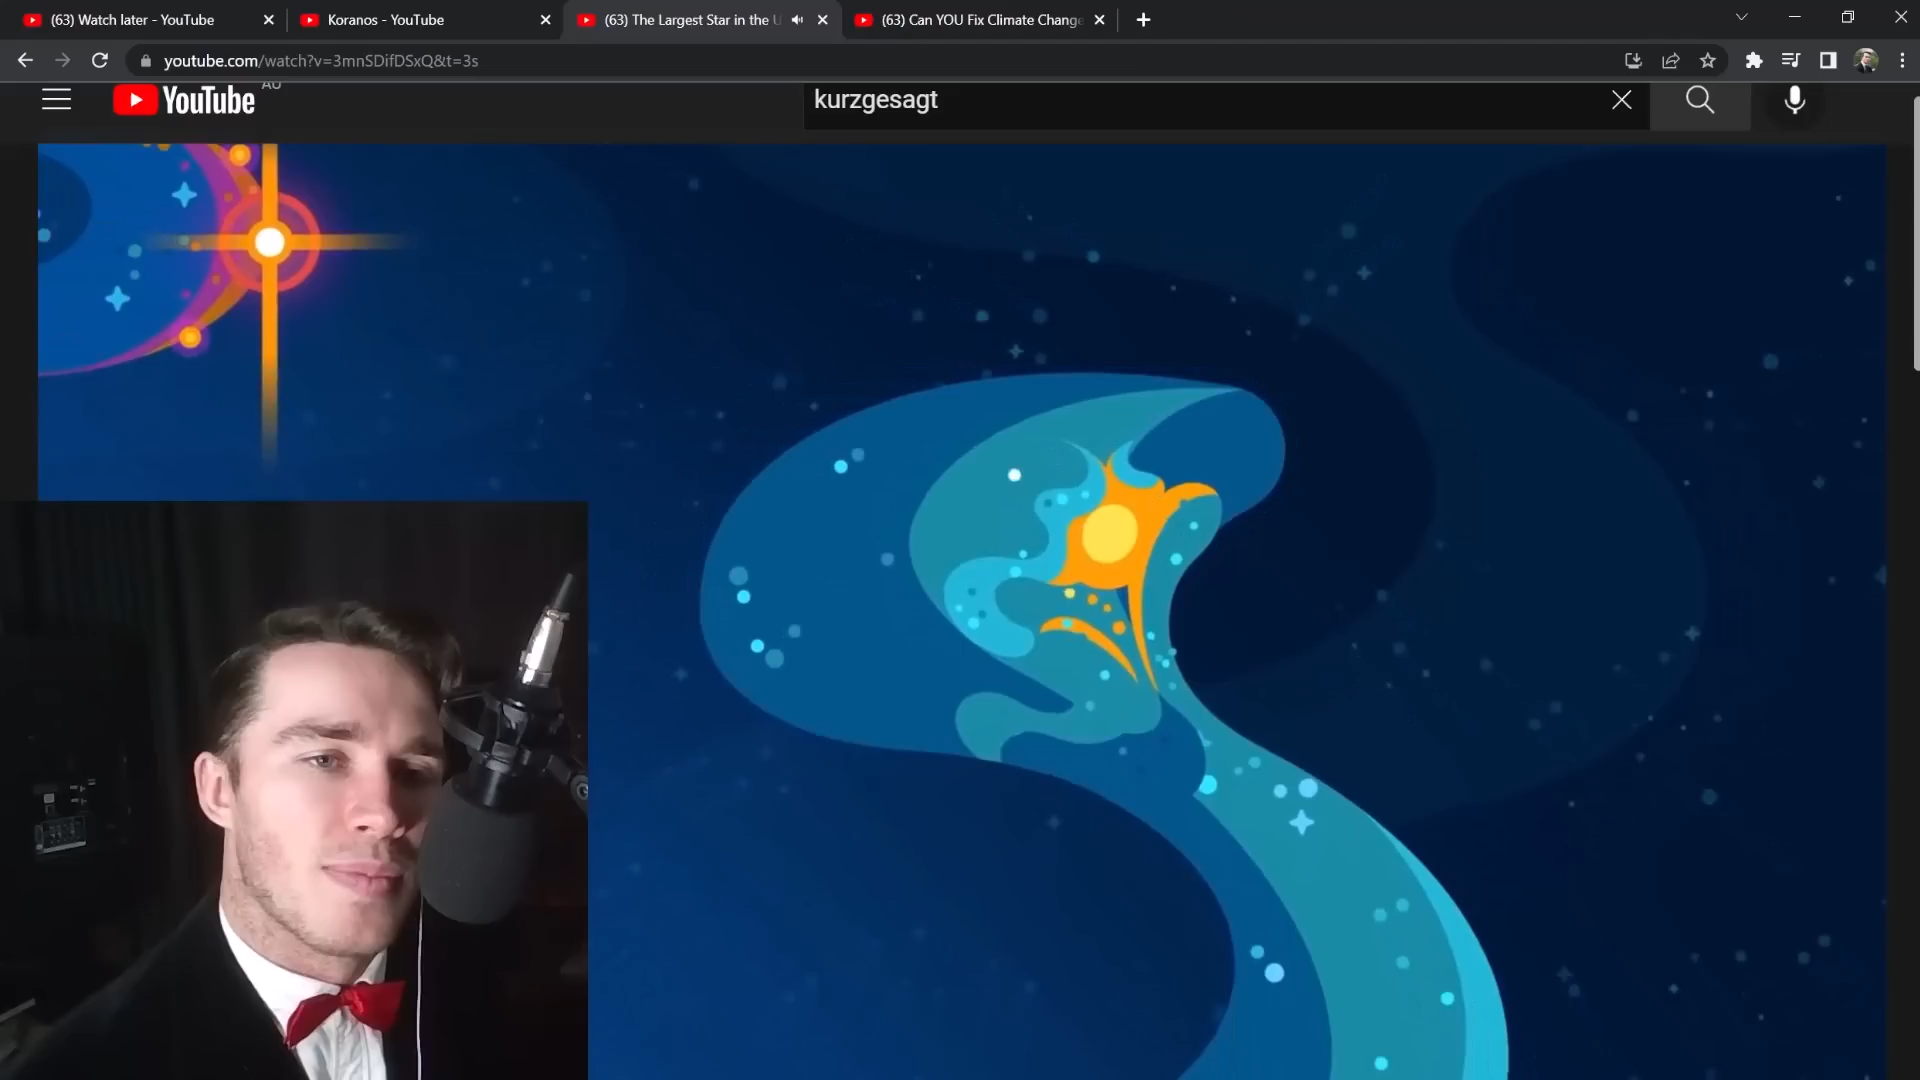 (63) Watch later - YouTube
Koranos - YouTube
(63) The Largest Star in the U
(63) Can YOU Fix Climate Change
youtube.com/watch?v=3mnSDifDSxQ&t=3s
YouTube
AU
kurzgesagt